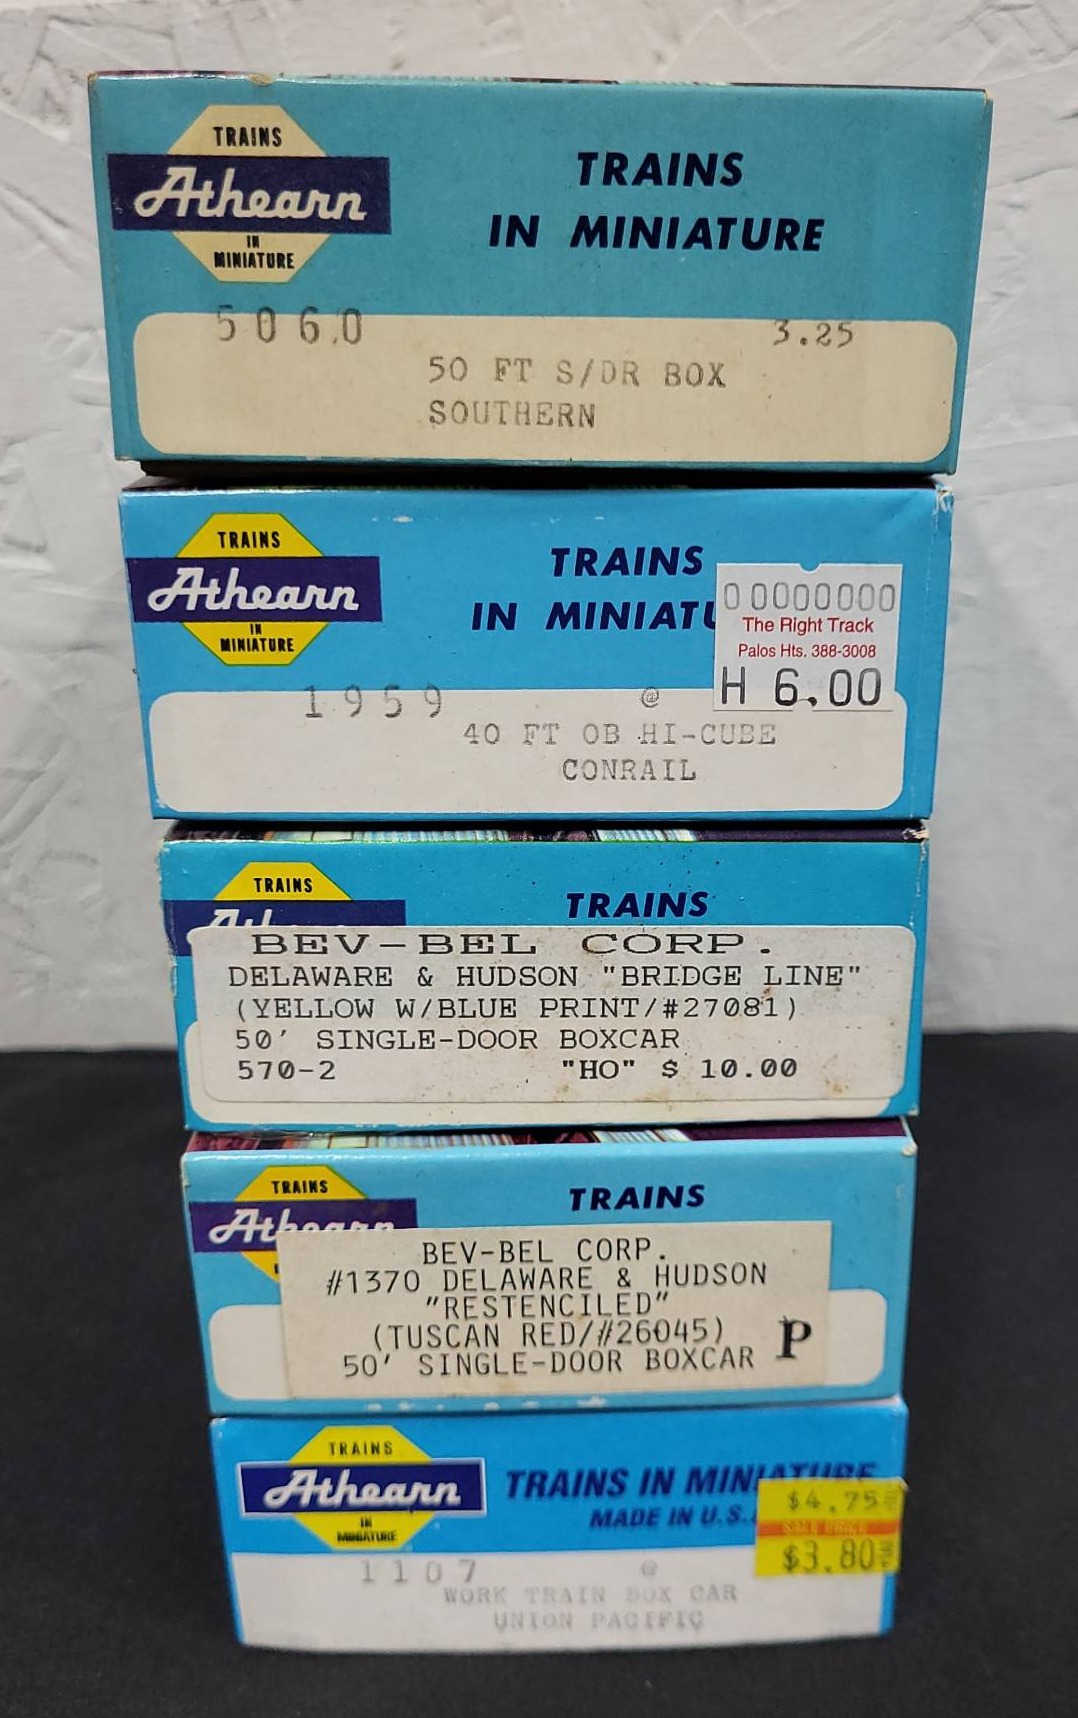 TRAINS
Athearn
IN
MINIATURE
TRAINS
IN MINIATURE
5060
3.25
50 FT S/DR BOX
SOUTHERN
TRAINS
Athearn
IN
MINIATURE
TRAINS
IN MINIATU
00000000
The Right Track
Palos Hts. 388-3008
H 6.00
1959 @
40 FT OB HI-CUBE
CONRAIL
TRAINS
TRAINS
BEV-BEL CORP.
DELAWARE & HUDSON "BRIDGE LINE"
(YELLOW W/BLUE PRINT/#27081)
50' SINGLE-DOOR BOXCAR
570-2 "HO" $ 10.00
TRAINS
Athearn
TRAINS
BEV-BEL CORP.
#1370 DELAWARE & HUDSON
"RESTENCILED"
(TUSCAN RED/#26045)
50' SINGLE-DOOR BOXCAR P
TRAINS
Athearn
IN
MINIATURE
TRAINS IN MINIATURE
MADE IN U.S.
$4.75
SALE PRICE
$3.80
1107 @
WORK TRAIN BOX CAR
UNION PACIFIC